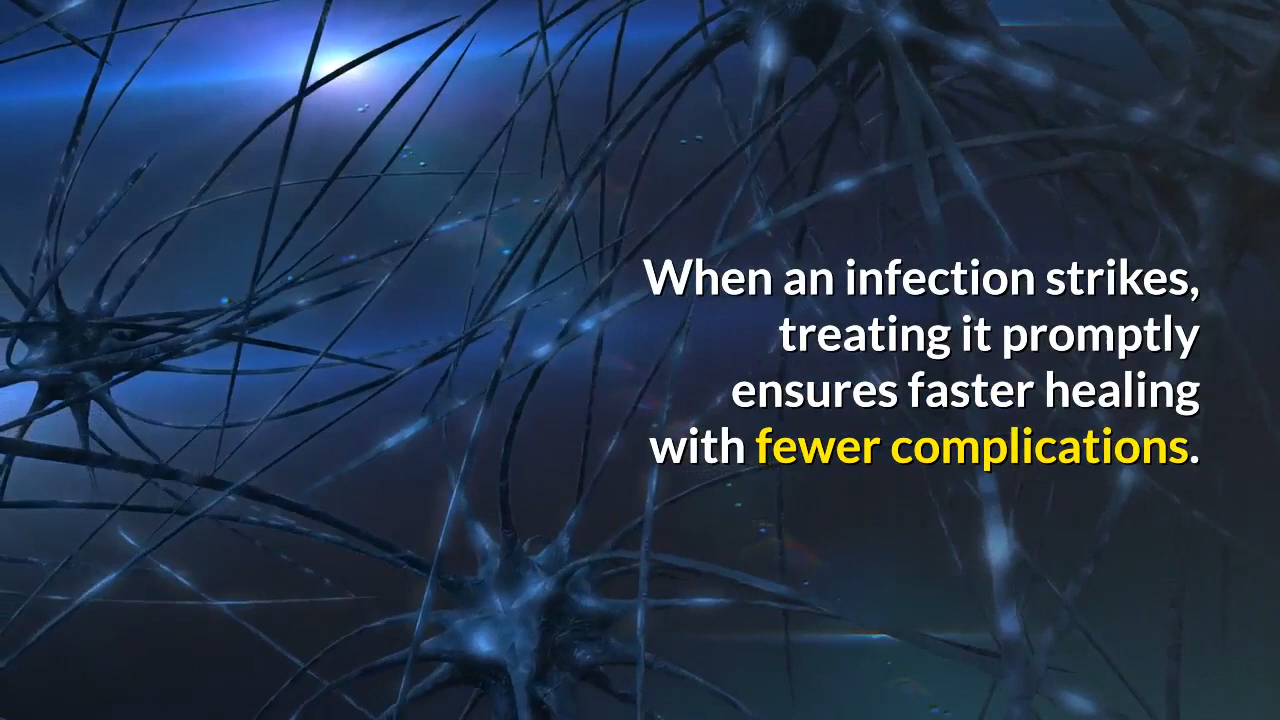 When an infection strikes,
treating it promptly
ensures faster healing
with fewer complications.